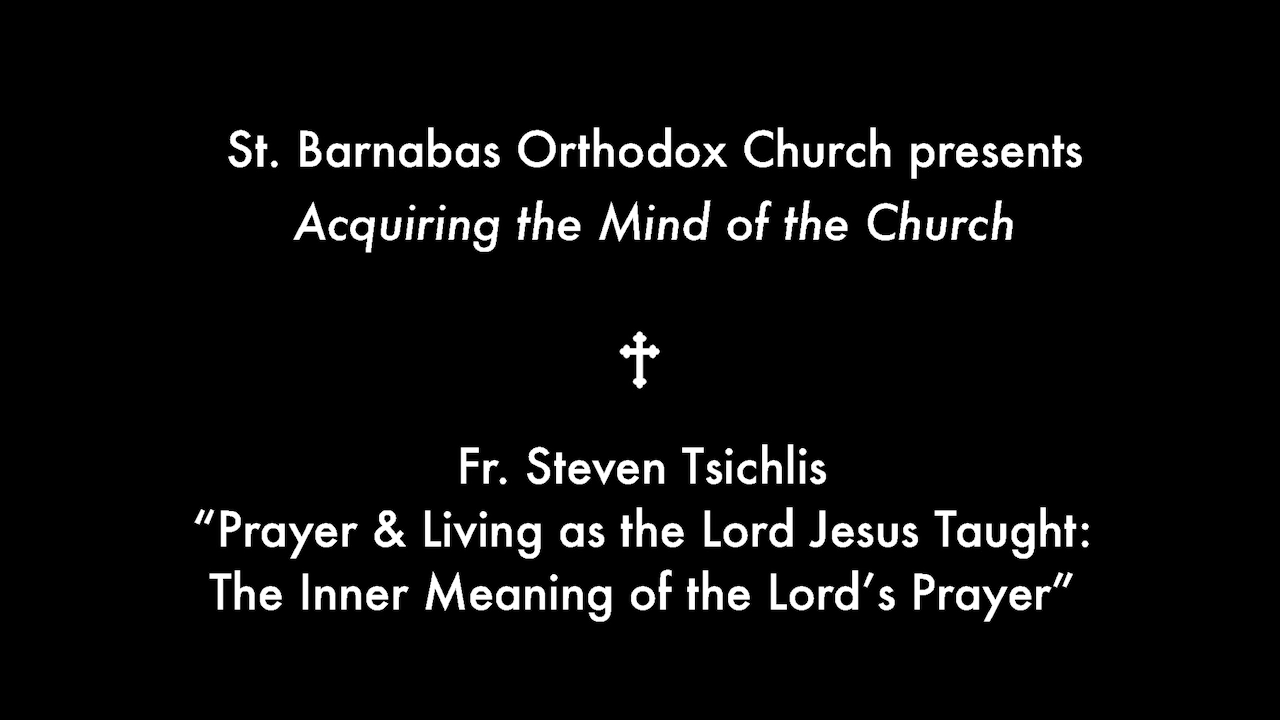 St. Barnabas Orthodox Church presents
Acquiring the Mind of the Church
Fr. Steven Tsichlis
“Prayer & Living as the Lord Jesus Taught:
The Inner Meaning of the Lord’s Prayer”